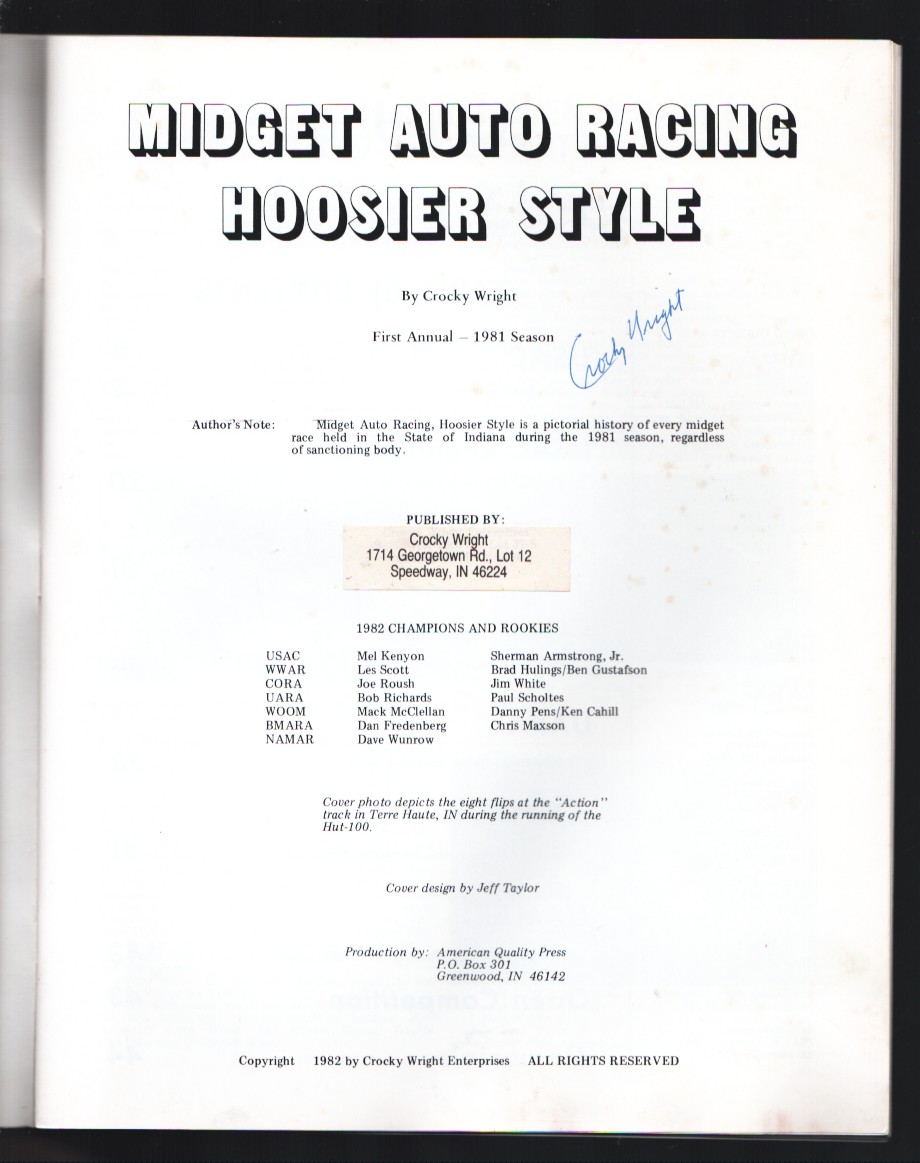 MIDGET AUTO RACING
HOOSIER STYLE
By Crocky Wright
First Annual – 1981 Season
Crocky Wright
Author's Note: Midget Auto Racing, Hoosier Style is a pictorial history of every midget
race held in the State of Indiana during the 1981 season, regardless
of sanctioning body.
PUBLISHED BY:
Crocky Wright
1714 Georgetown Rd., Lot 12
Speedway, IN 46224
1982 CHAMPIONS AND ROOKIES
USAC Mel Kenyon Sherman Armstrong, Jr.
WWAR Les Scott Brad Hulings/Ben Gustafson
CORA Joe Roush Jim White
UARA Bob Richards Paul Scholtes
WOOM Mack McClellan Danny Pens/Ken Cahill
BMARA Dan Fredenberg Chris Maxson
NAMAR Dave Wunrow
Cover photo depicts the eight flips at the "Action"
track in Terre Haute, IN during the running of the
Hut-100.
Cover design by Jeff Taylor
Production by: American Quality Press
P.O. Box 301
Greenwood, IN 46142
Copyright 1982 by Crocky Wright Enterprises ALL RIGHTS RESERVED